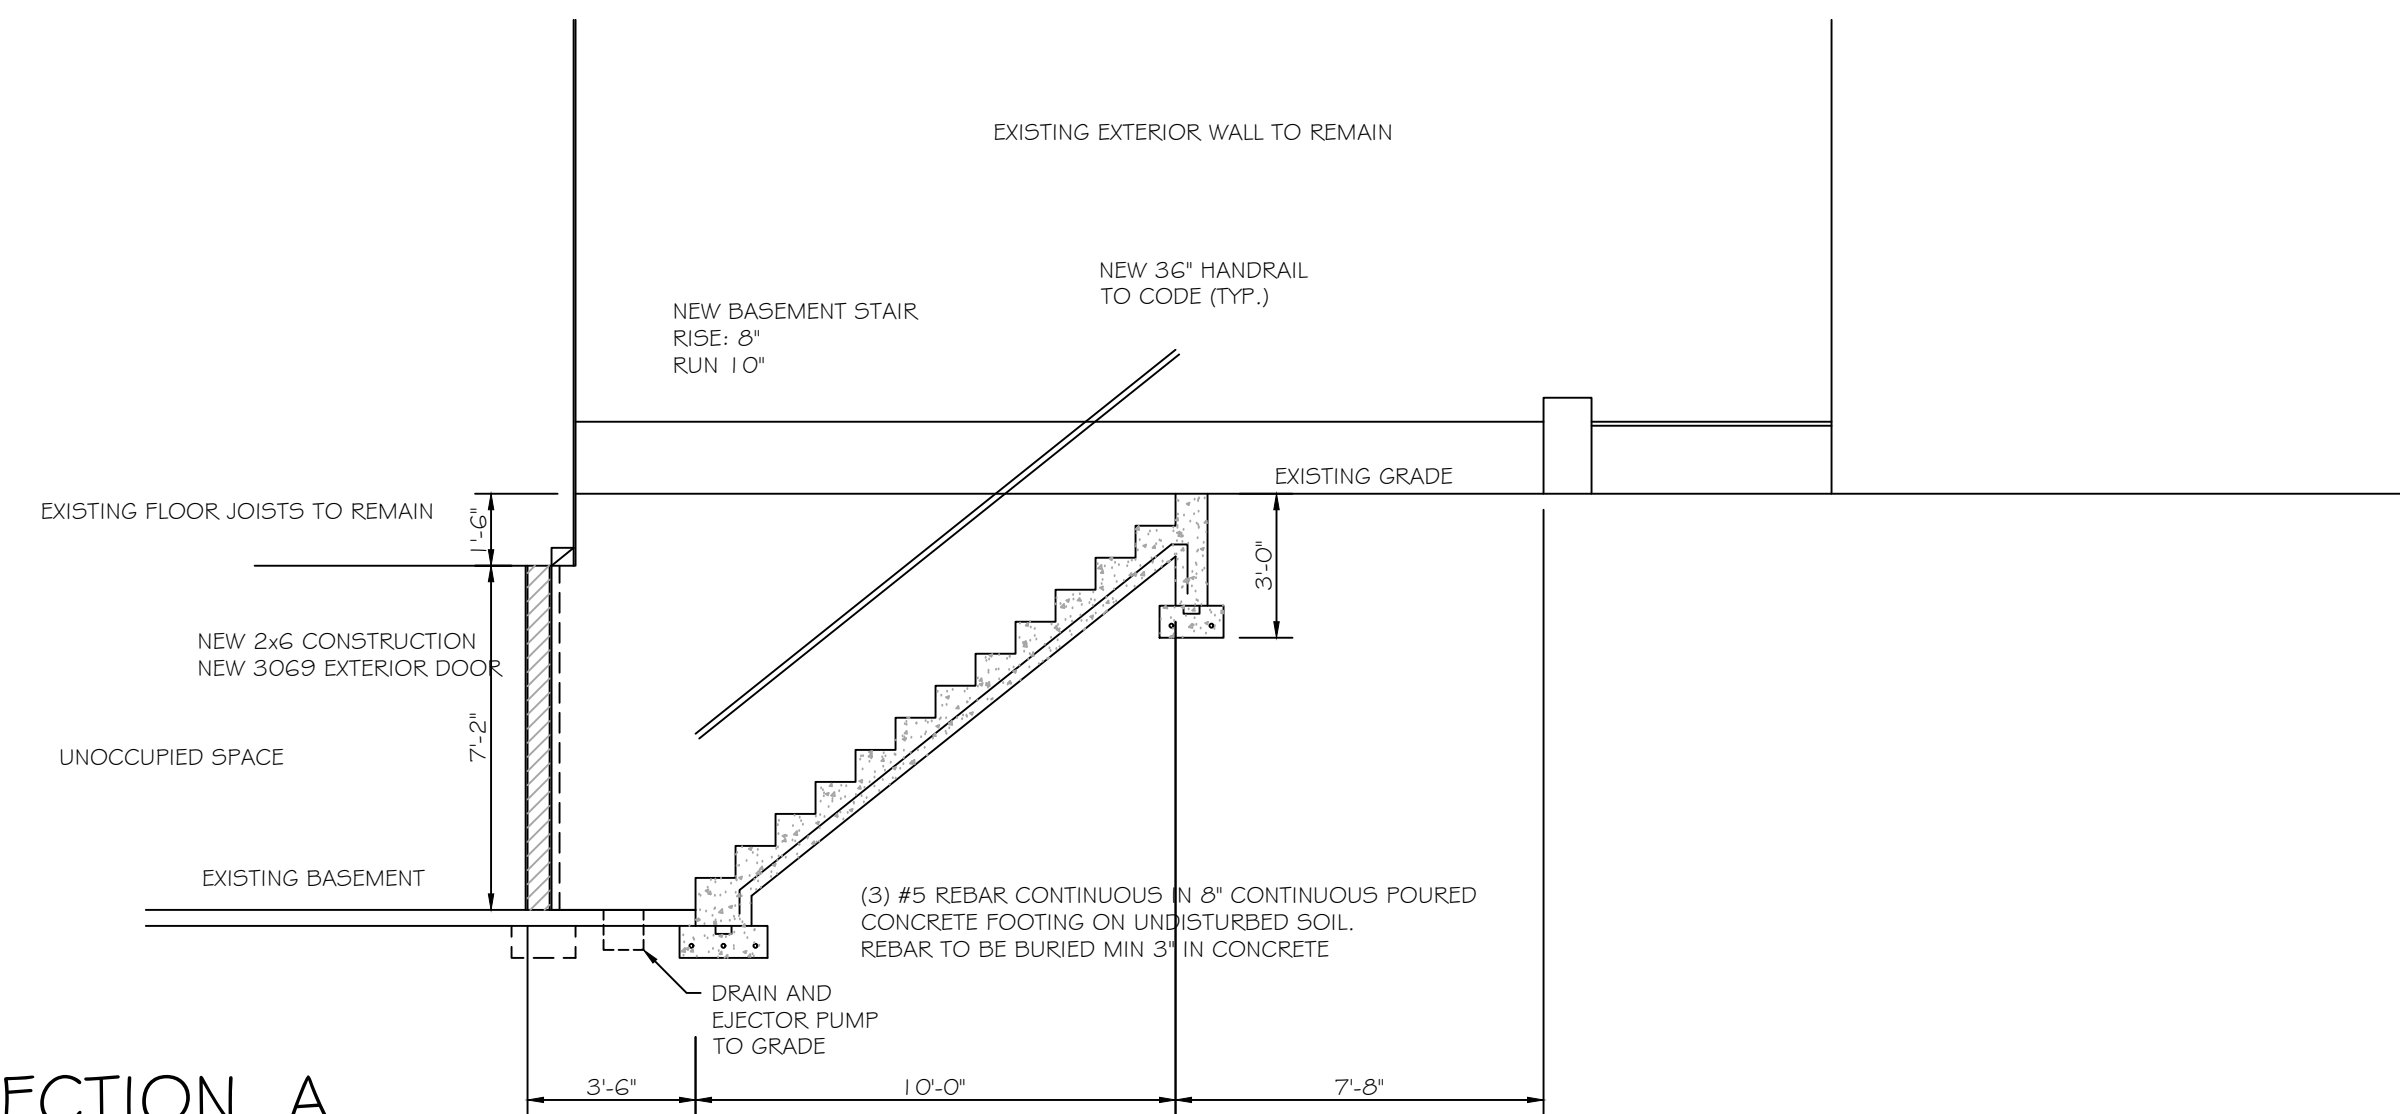 EXISTING EXTERIOR WALL TO REMAIN
NEW 36" HANDRAIL
TO CODE (TYP.)
NEW BASEMENT STAIR
RISE: 8"
RUN 10"
EXISTING GRADE
EXISTING FLOOR JOISTS TO REMAIN
1'-6"
3'-0"
NEW 2x6 CONSTRUCTION
NEW 3069 EXTERIOR DOOR
7'-2"
UNOCCUPIED SPACE
EXISTING BASEMENT
(3) #5 REBAR CONTINUOUS IN 8" CONTINUOUS POURED
CONCRETE FOOTING ON UNDISTURBED SOIL.
REBAR TO BE BURIED MIN 3" IN CONCRETE
DRAIN AND
EJECTOR PUMP
TO GRADE
3'-6"
10'-0"
7'-8"
ECTION A